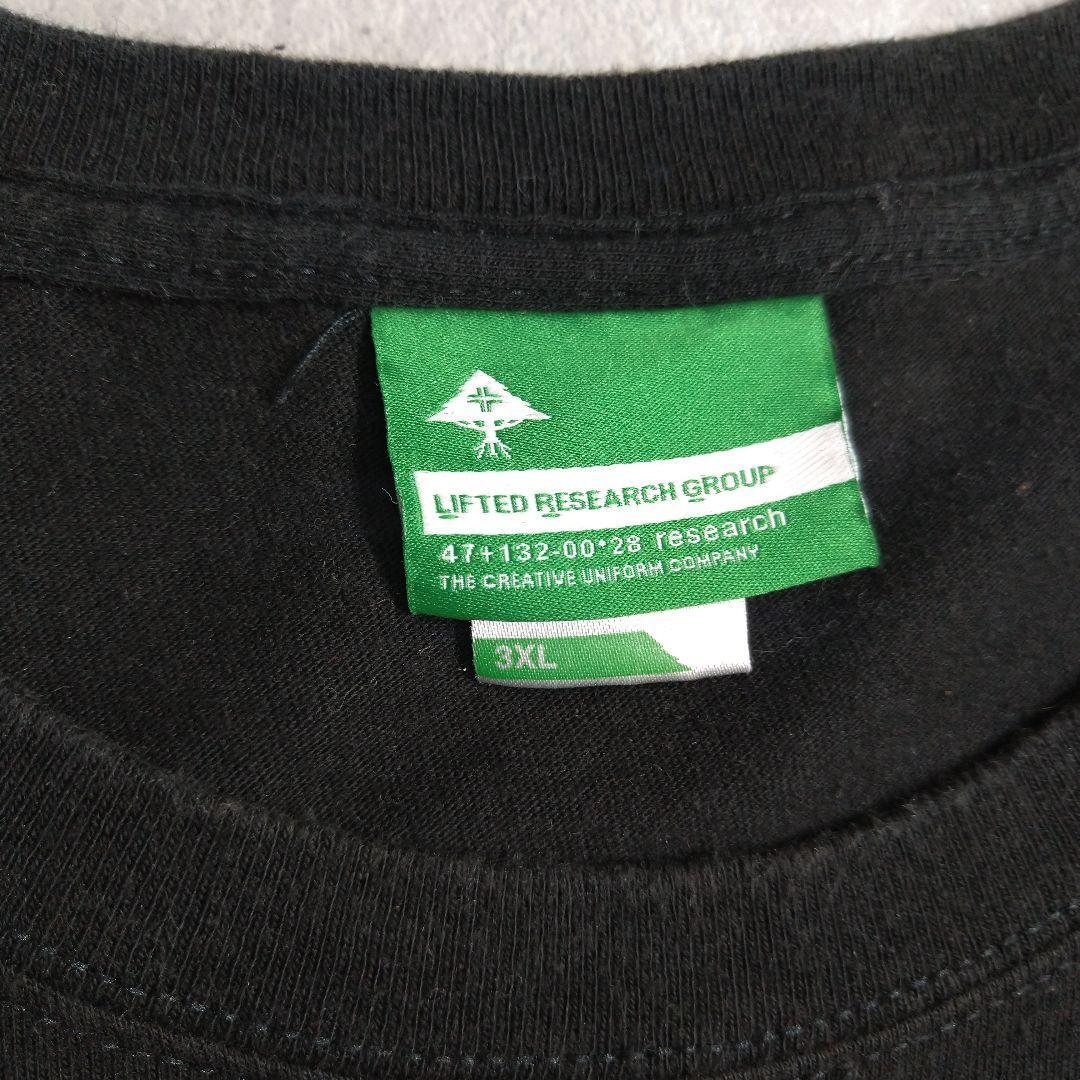 LIFTED RESEARCH GROUP
47+132-00•28 research
THE CREATIVE UNIFORM COMPANY
3XL